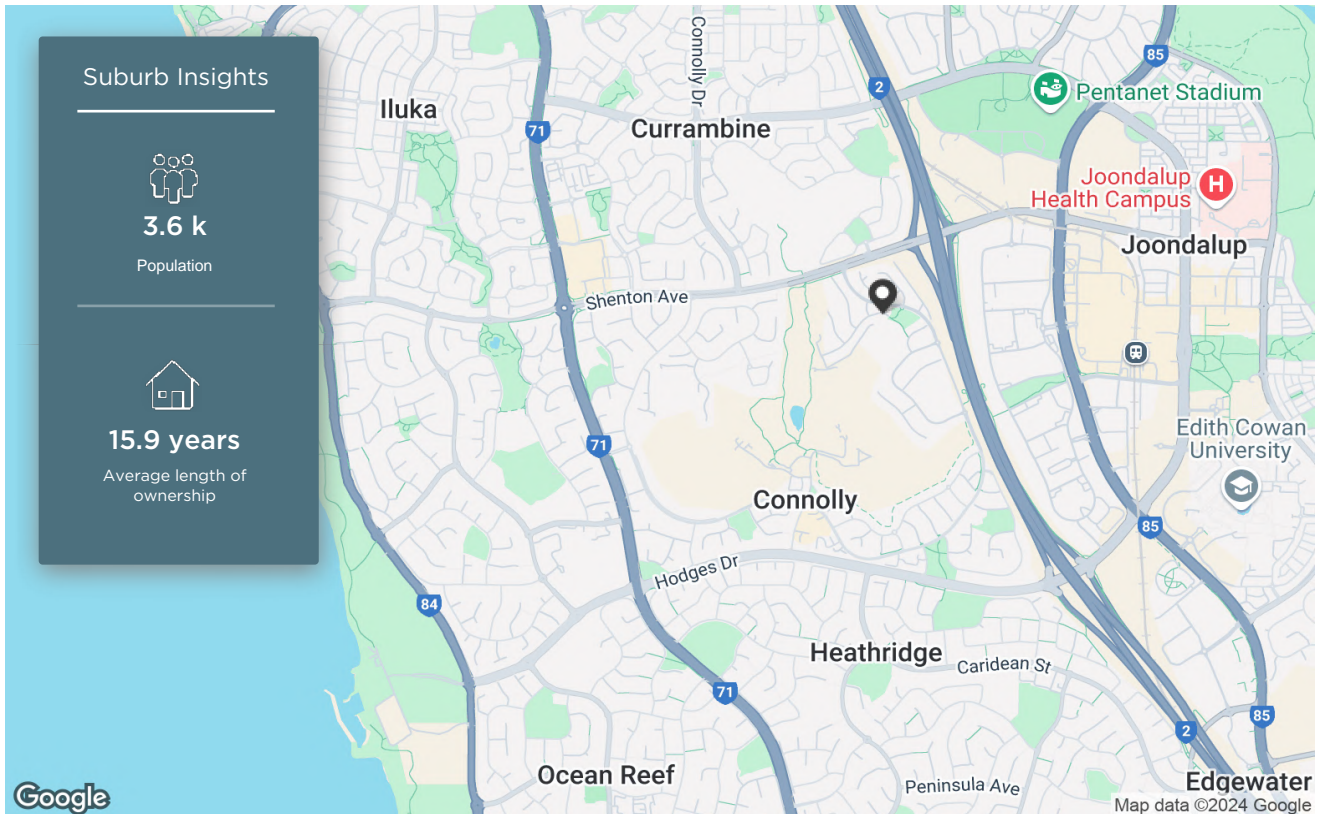 Suburb Insights
3.6 k
Population
15.9 years
Average length of
ownership
Iluka
Connolly Dr
Currambine
2
85
Pentanet Stadium
71
Joondalup
Health Campus
H
Joondalup
Shenton Ave
71
Edith Cowan
University
Connolly
85
Hodges Dr
84
Heathridge
Caridean St
71
85
2
Ocean Reef
Peninsula Ave
Edgewater
Google
Map data ©2024 Google